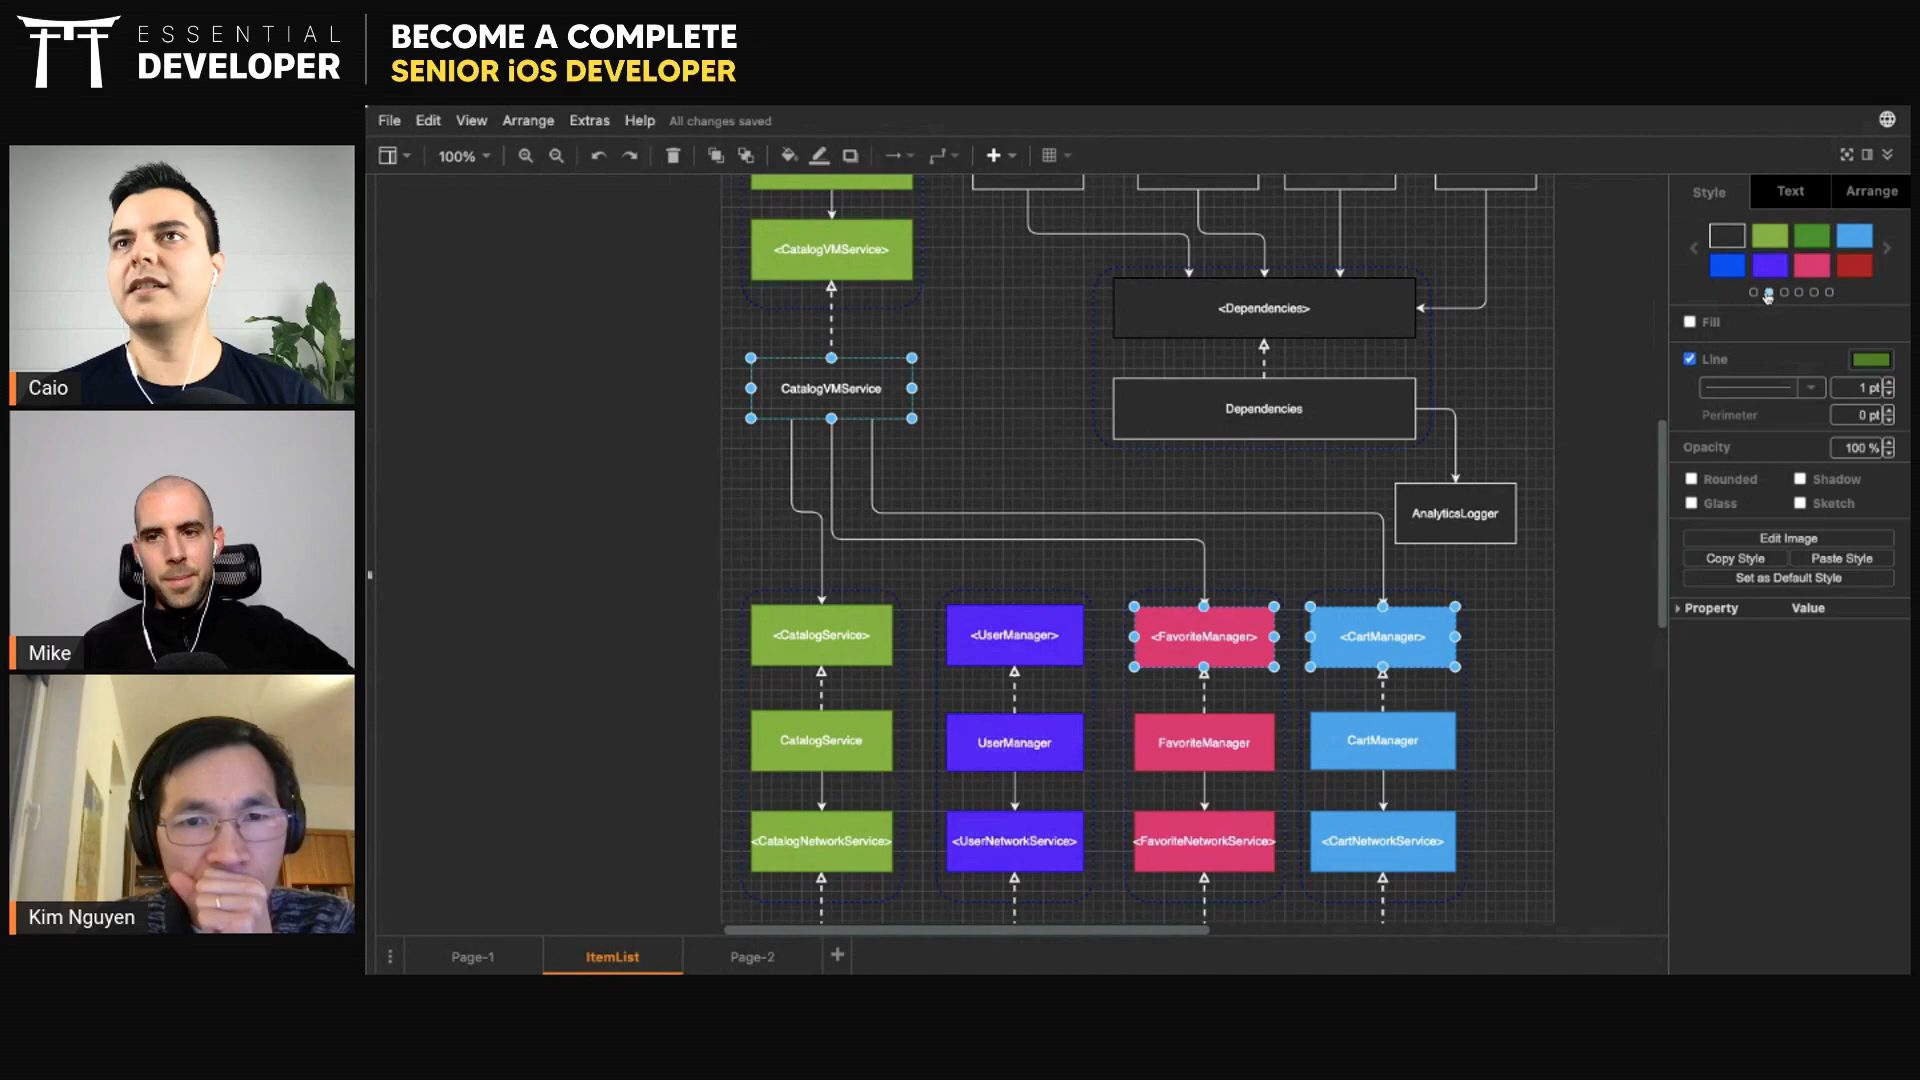 ESSENTIAL
DEVELOPER
BECOME A COMPLETE
SENIOR iOS DEVELOPER
Caio
Mike
Kim Nguyen
File Edit View Arrange Extras Help All changes saved
100%
<CatalogVMService>
CatalogVMService
<Dependencies>
Dependencies
AnalyticsLogger
<CatalogService> <UserManager> <FavoriteManager> <CartManager>
CatalogService UserManager FavoriteManager CartManager
<CatalogNetworkService> <UserNetworkService> <FavoriteNetworkService> <CartNetworkService>
Page-1 ItemList Page-2
Style Text Arrange
Fill
Line
1 pt
Perimeter 0 pt
Opacity 100 %
Rounded Shadow
Glass Sketch
Edit Image
Copy Style Paste Style
Set as Default Style
Property Value